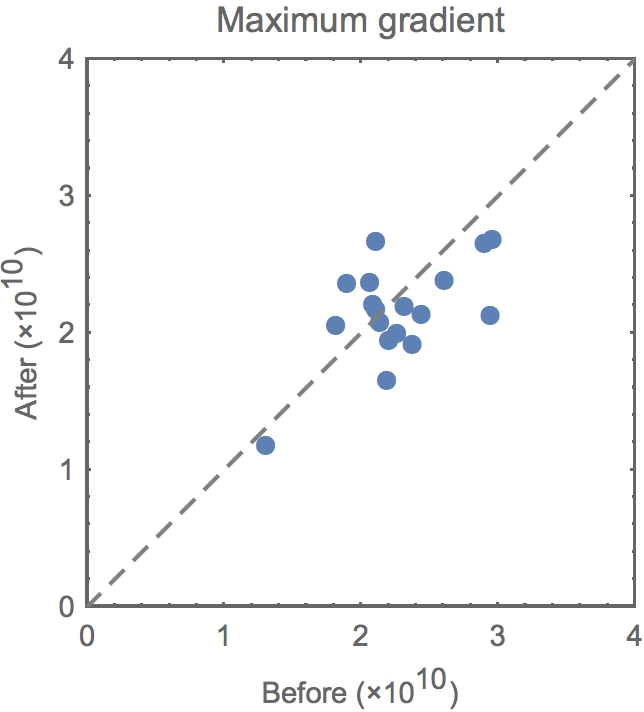 Maximum gradient
4
3
2
1
0
After (×10¹⁰)
0 1 2 3 4
Before (×10¹⁰)